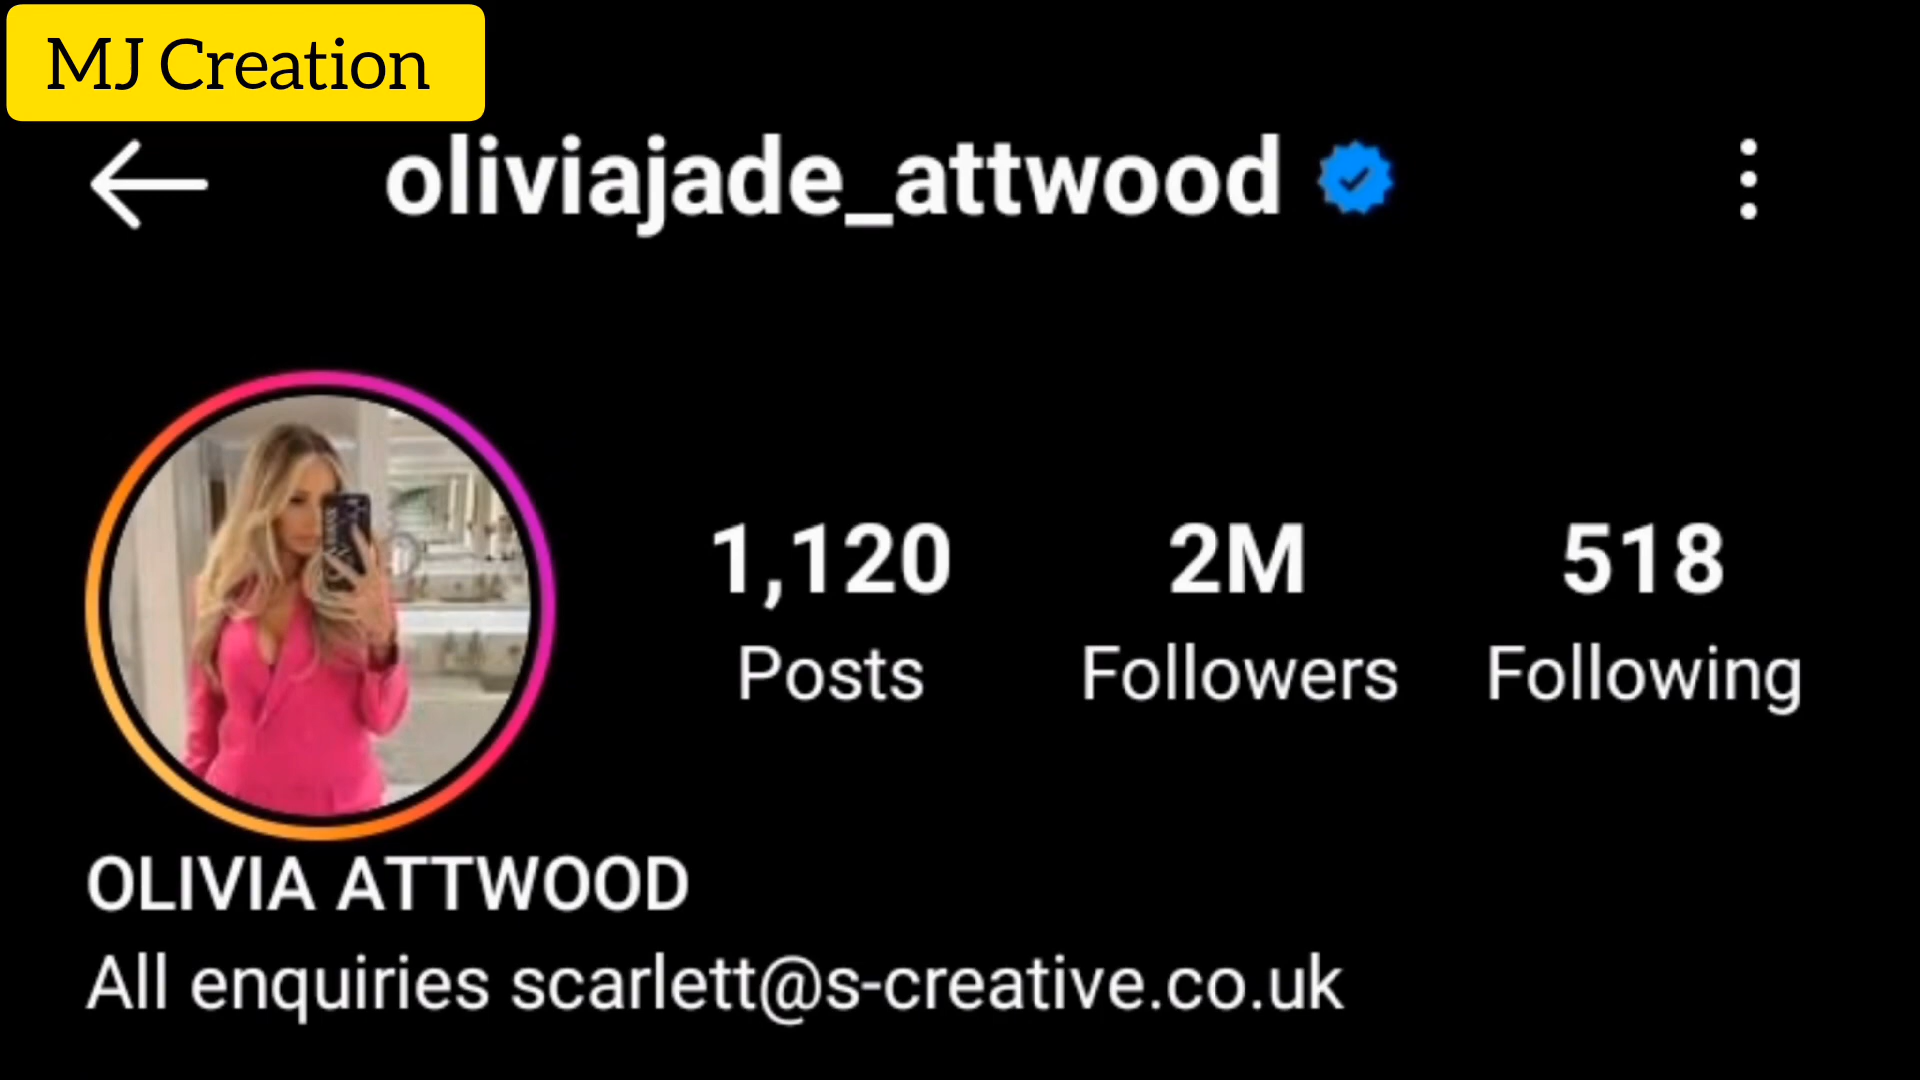 MJ Creation
oliviajade_attwood
1,120 2M 518
Posts Followers Following
OLIVIA ATTWOOD
All enquiries scarlett@s-creative.co.uk